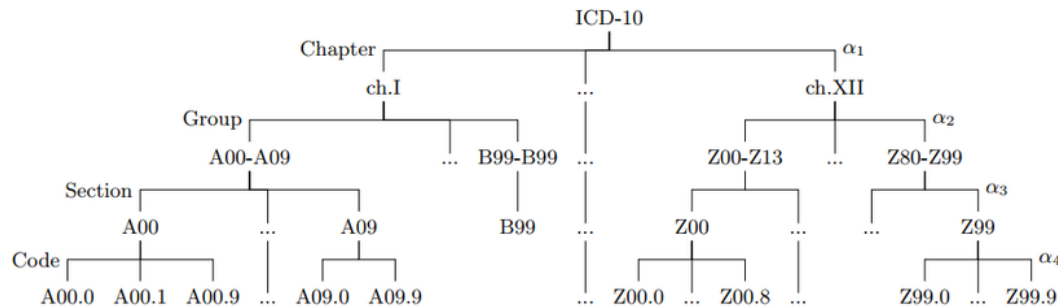 ICD-10
Chapter α1
ch.I ... ch.XII
Group α2
A00-A09 ... B99-B99 ... Z00-Z13 ... Z80-Z99
Section α3
A00 ... A09 B99 ... Z00 ... ... Z99
Code α4
A00.0 A00.1 A00.9 ... A09.0 A09.9 ... Z00.0 ... Z00.8 ... Z99.0 ... Z99.9